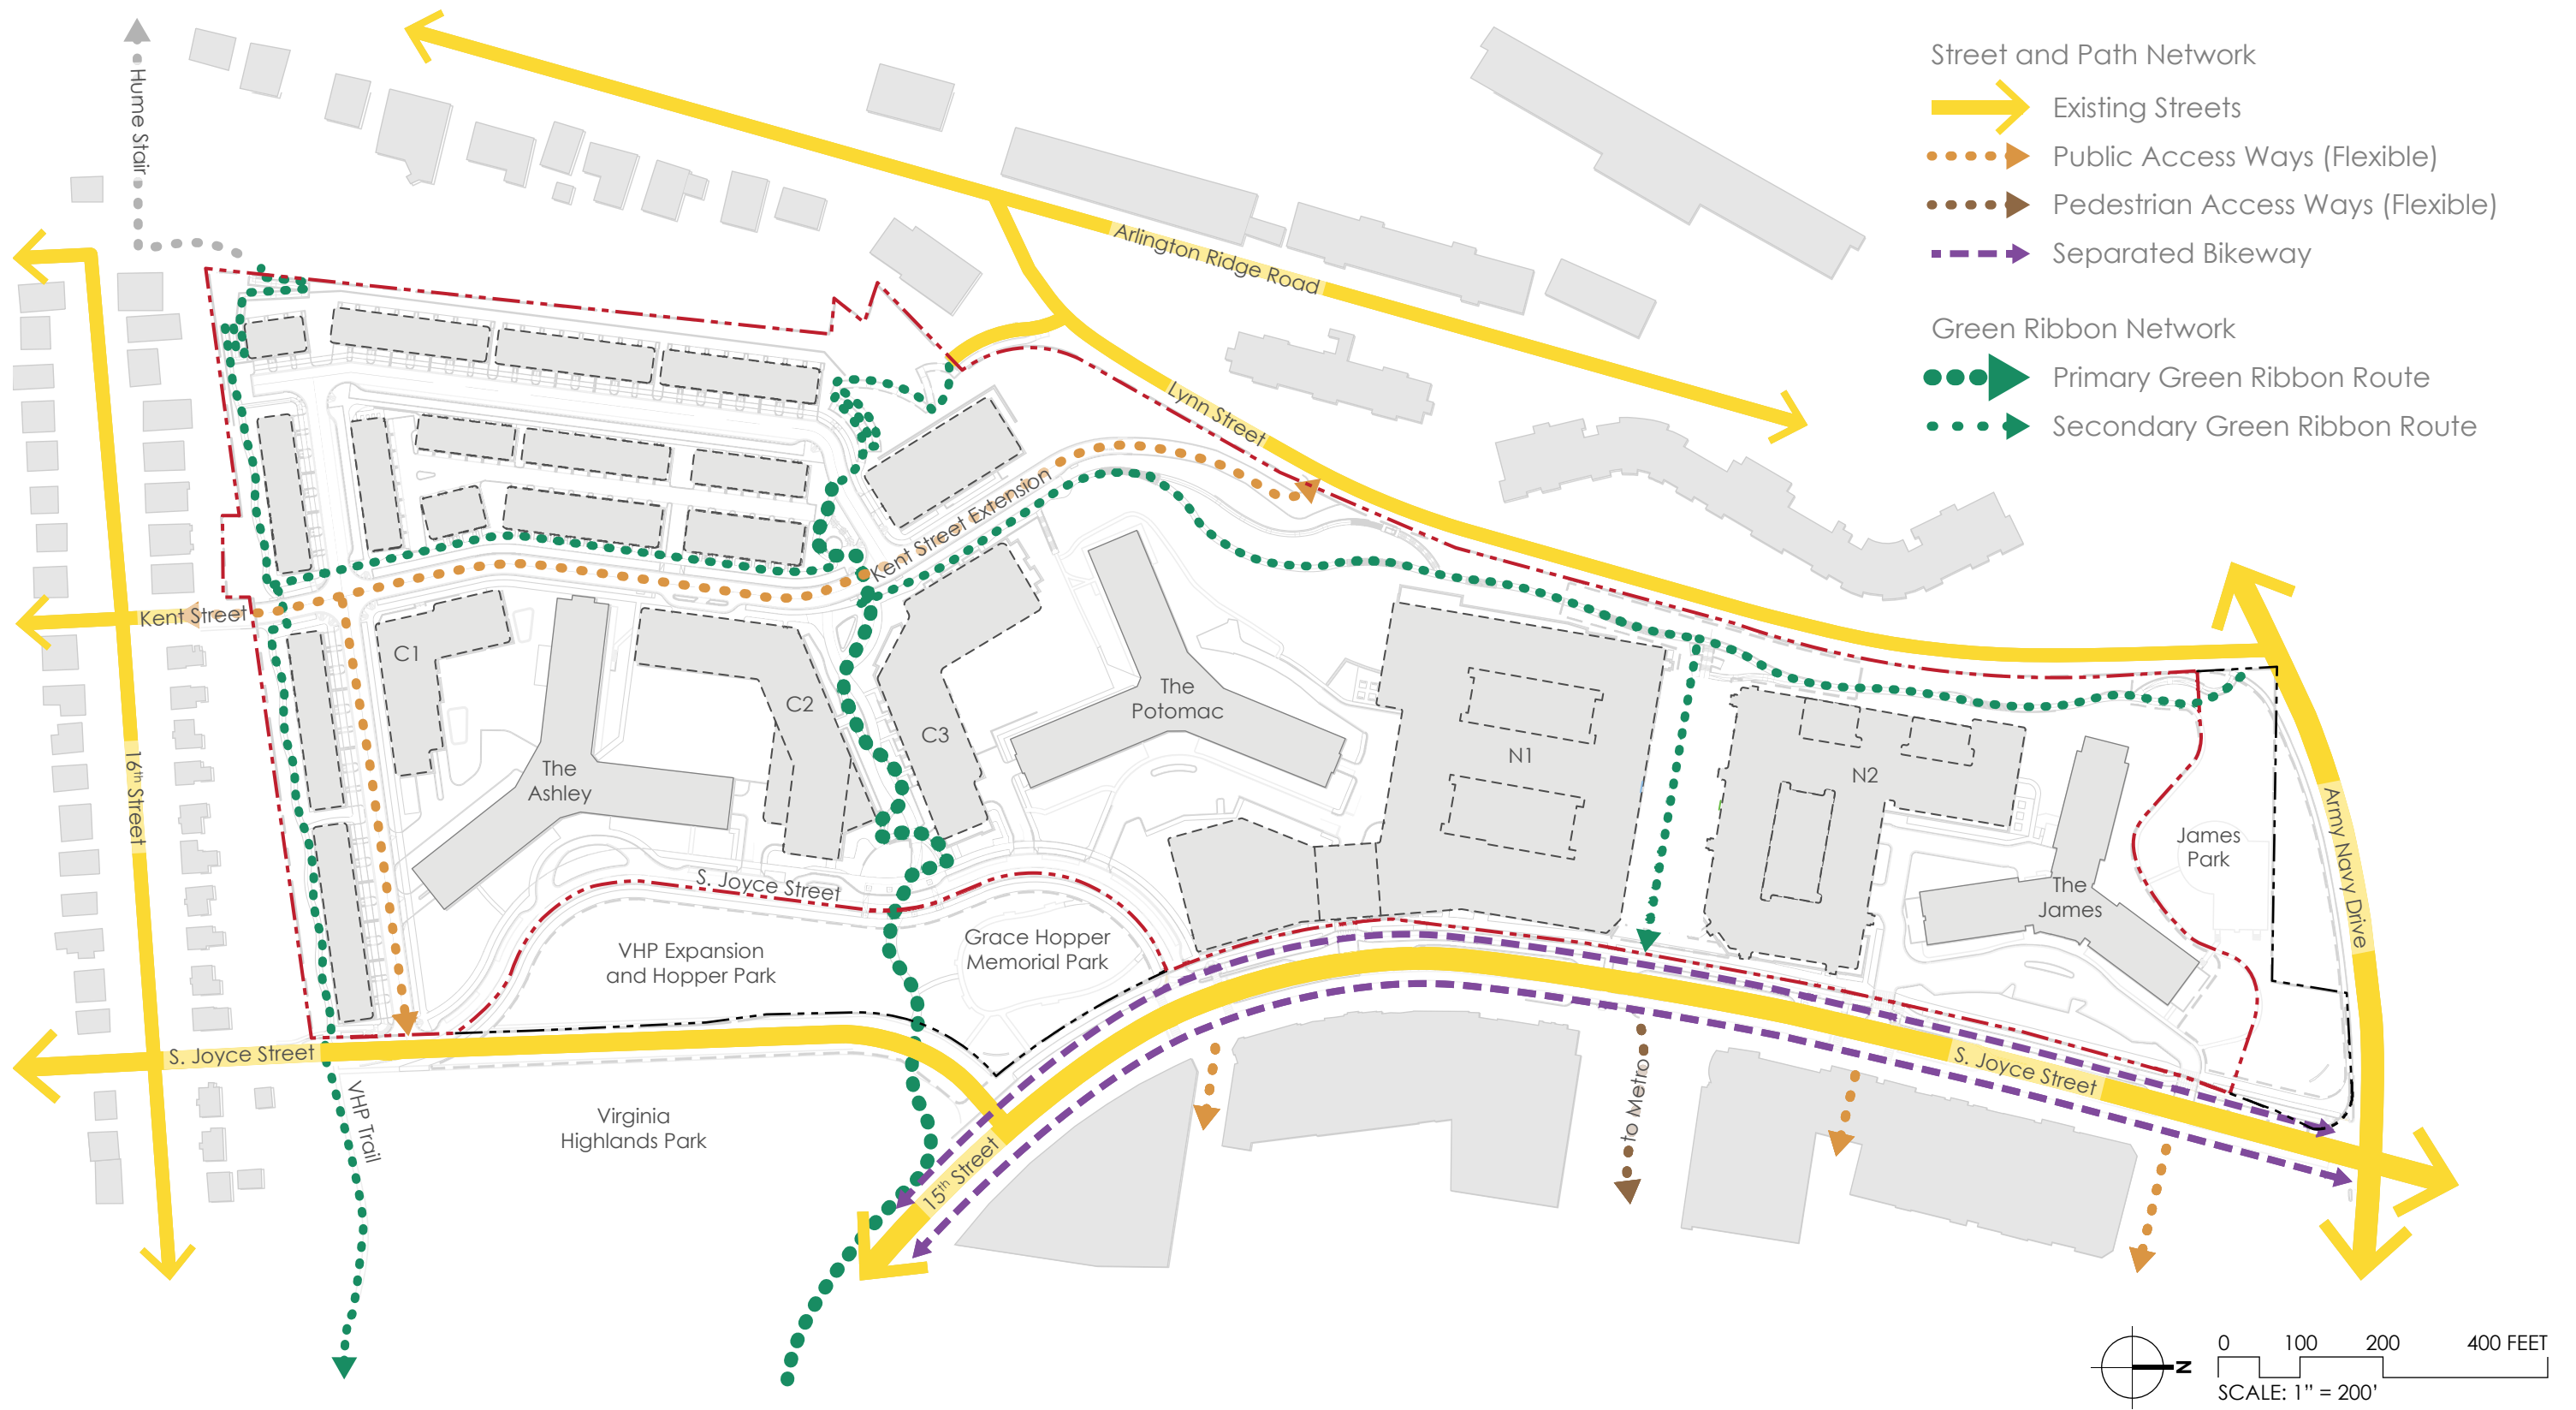 Street and Path Network
Existing Streets
Public Access Ways (Flexible)
Pedestrian Access Ways (Flexible)
Separated Bikeway
Green Ribbon Network
Primary Green Ribbon Route
Secondary Green Ribbon Route
Hume Stair
Arlington Ridge Road
Lynn Street
Kent Street Extension
Kent Street
C1
C2
C3
The
Ashley
The
Potomac
N1
N2
The
James
James
Park
16th Street
Army Navy Drive
S. Joyce Street
VHP Expansion
and Hopper Park
Grace Hopper
Memorial Park
S. Joyce Street
S. Joyce Street
VHP Trail
Virginia
Highlands Park
15th Street
to Metro
N
0 100 200 400 FEET
SCALE: 1” = 200’